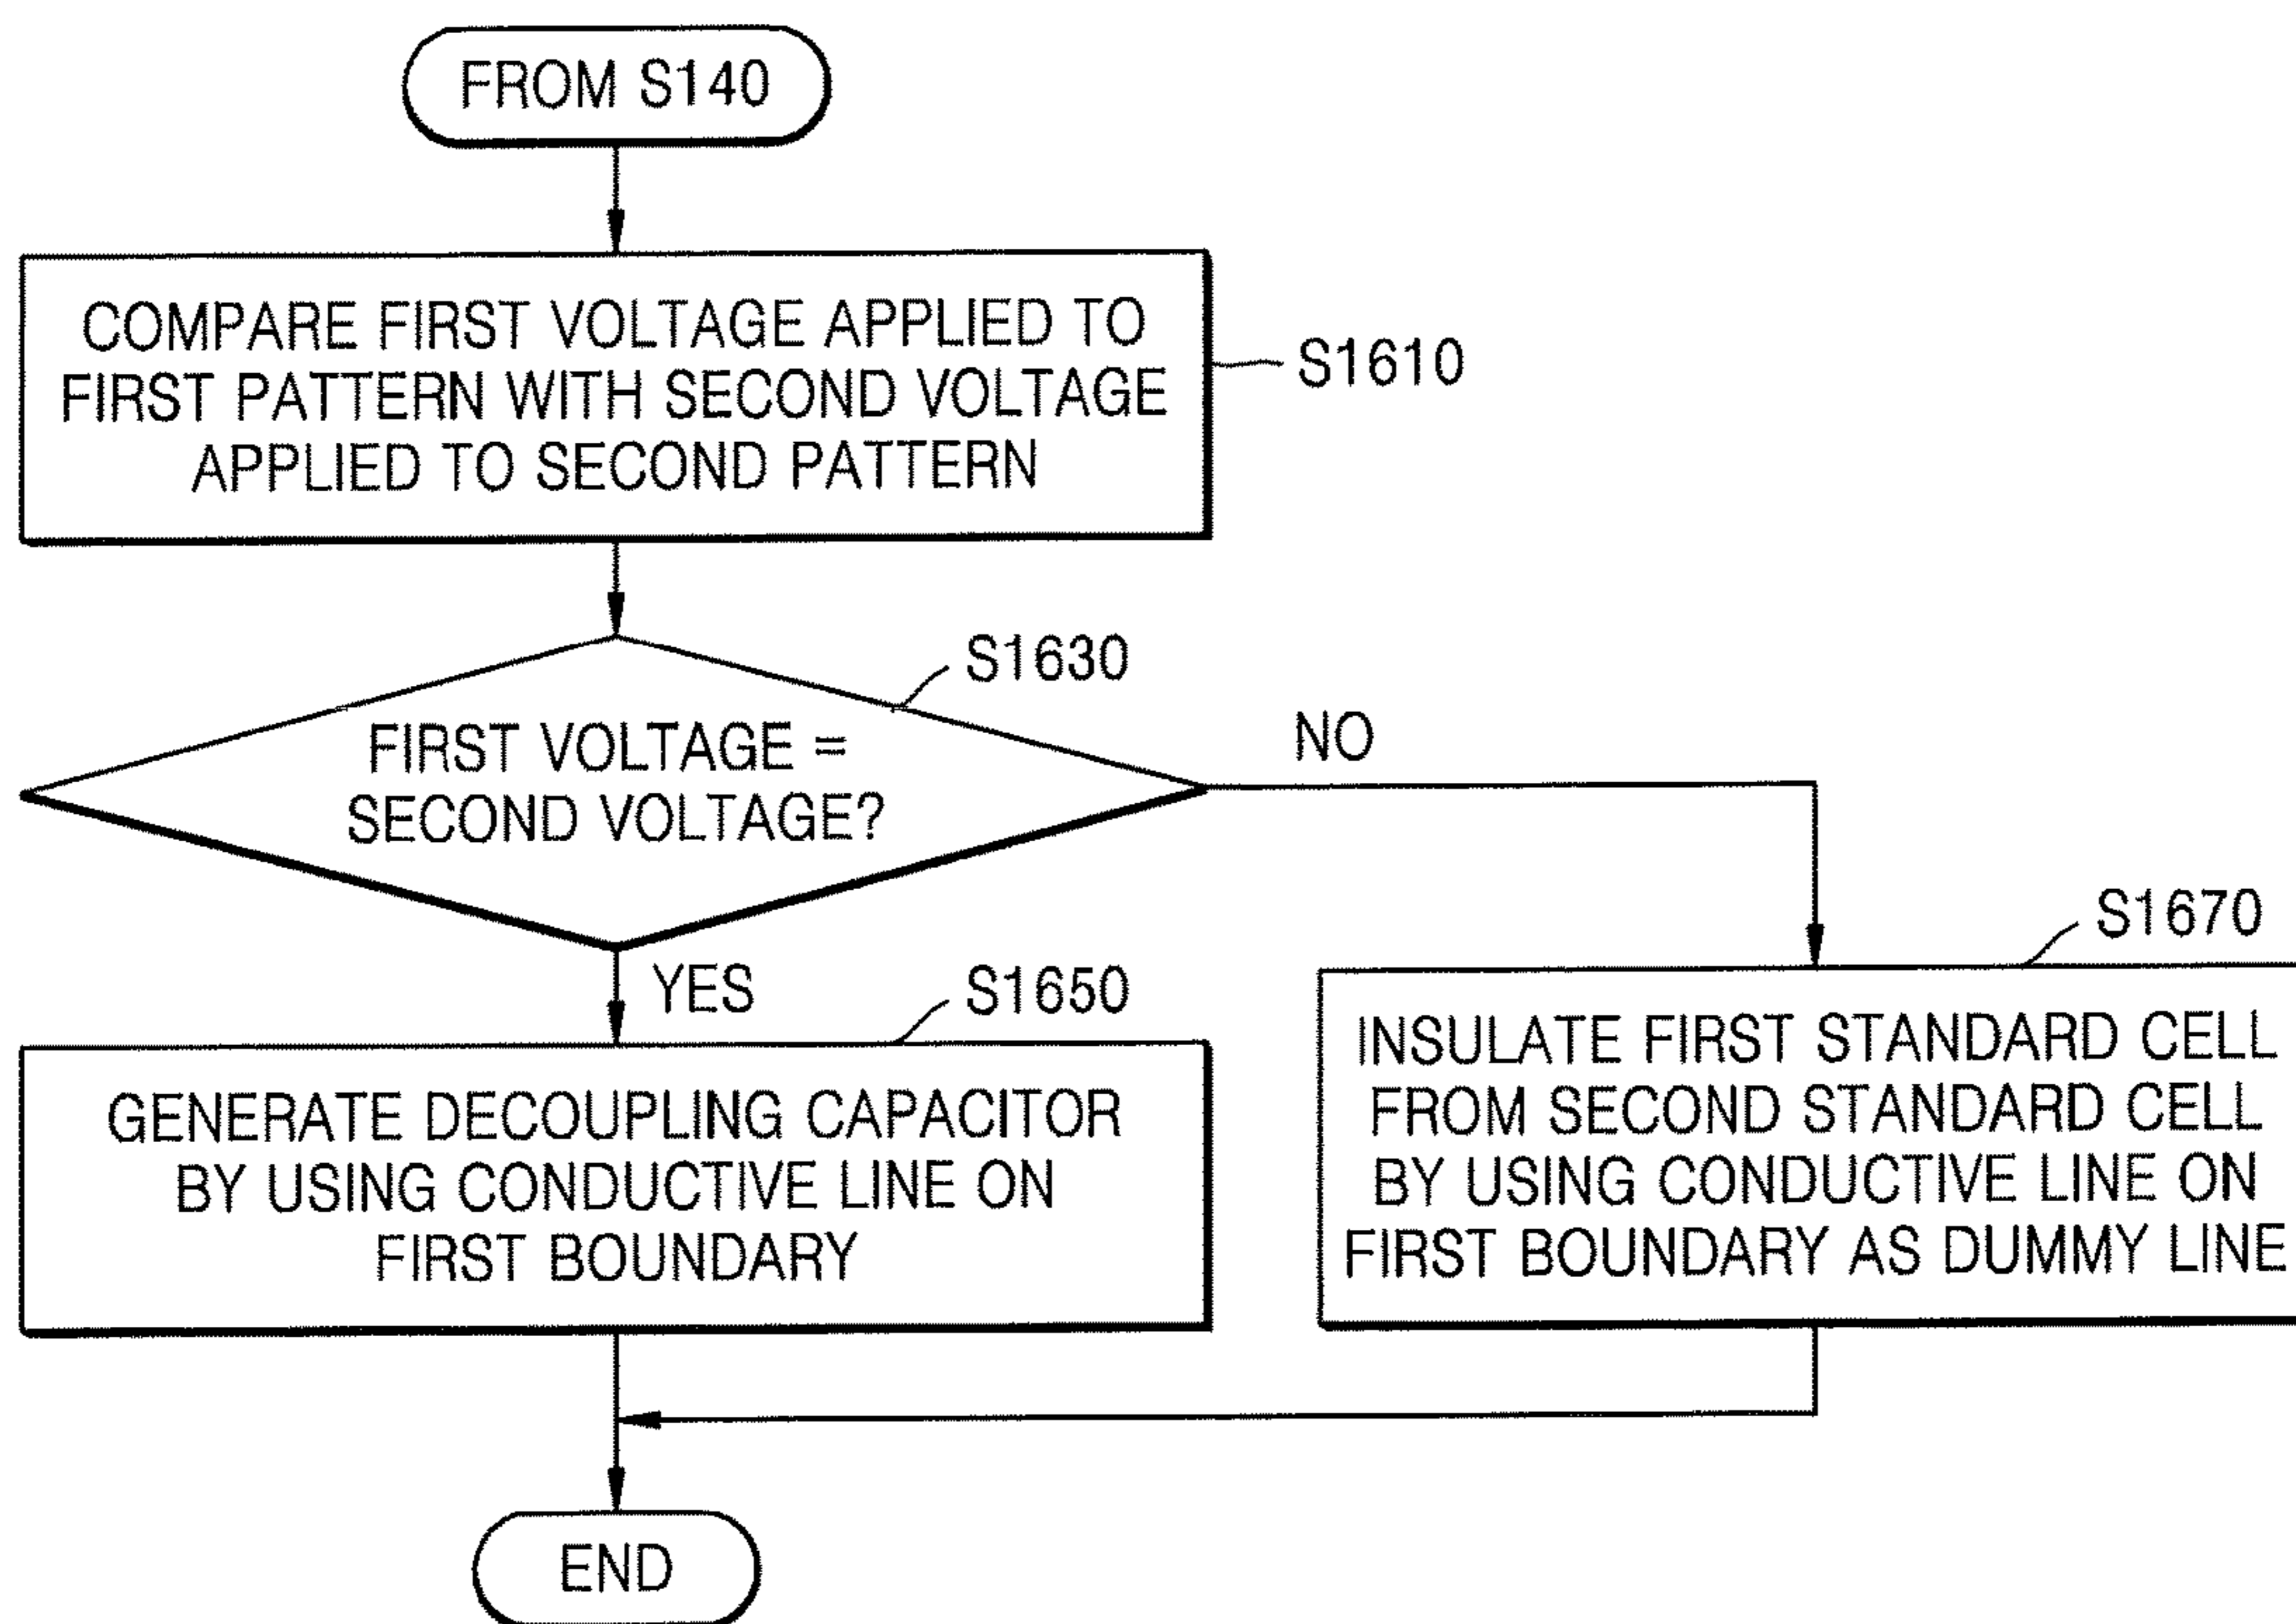 FROM S140
COMPARE FIRST VOLTAGE APPLIED TO
FIRST PATTERN WITH SECOND VOLTAGE
APPLIED TO SECOND PATTERN
S1610
S1630
FIRST VOLTAGE =
SECOND VOLTAGE?
NO
YES
S1650
GENERATE DECOUPLING CAPACITOR
BY USING CONDUCTIVE LINE ON
FIRST BOUNDARY
S1670
INSULATE FIRST STANDARD CELL
FROM SECOND STANDARD CELL
BY USING CONDUCTIVE LINE ON
FIRST BOUNDARY AS DUMMY LINE
END